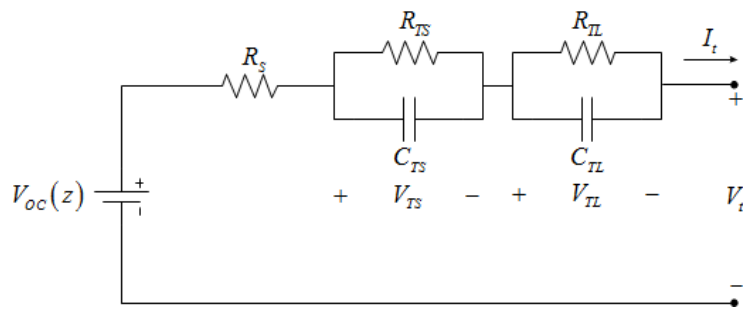 R_TS
R_TL
I_t
R_S
+
C_TS
C_TL
V_OC(z)
+
-
+ V_TS − + V_TL −
V_t
−